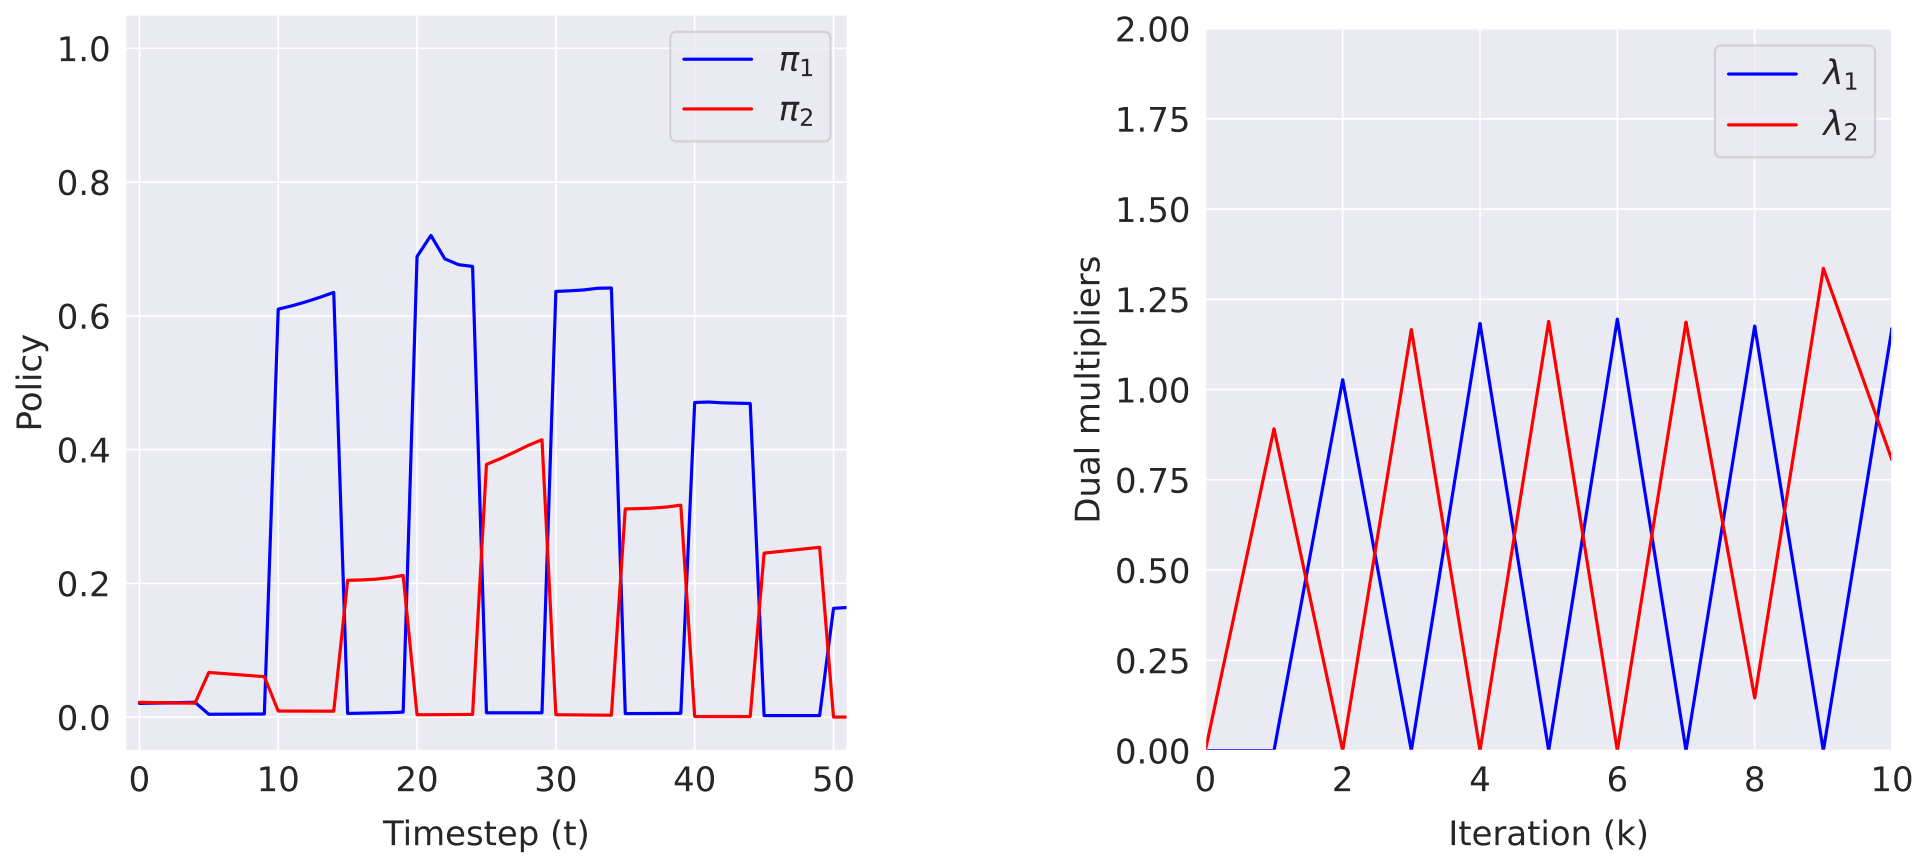 1.0
0.8
0.6
0.4
0.2
0.0
Policy
0 10 20 30 40 50
Timestep (t)
π1
π2
2.00
1.75
1.50
1.25
1.00
0.75
0.50
0.25
0.00
Dual multipliers
0 2 4 6 8 10
Iteration (k)
λ1
λ2